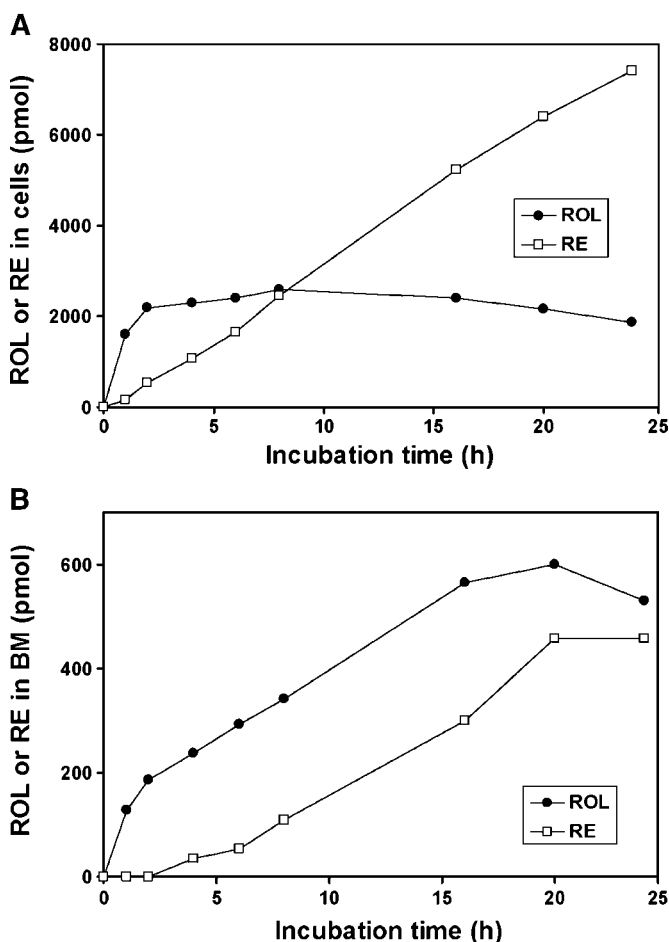 A
ROL or RE in cells (pmol)
8000
6000
4000
2000
0
ROL
RE
0 5 10 15 20 25
Incubation time (h)
B
ROL or RE in BM (pmol)
600
400
200
0
ROL
RE
0 5 10 15 20 25
Incubation time (h)